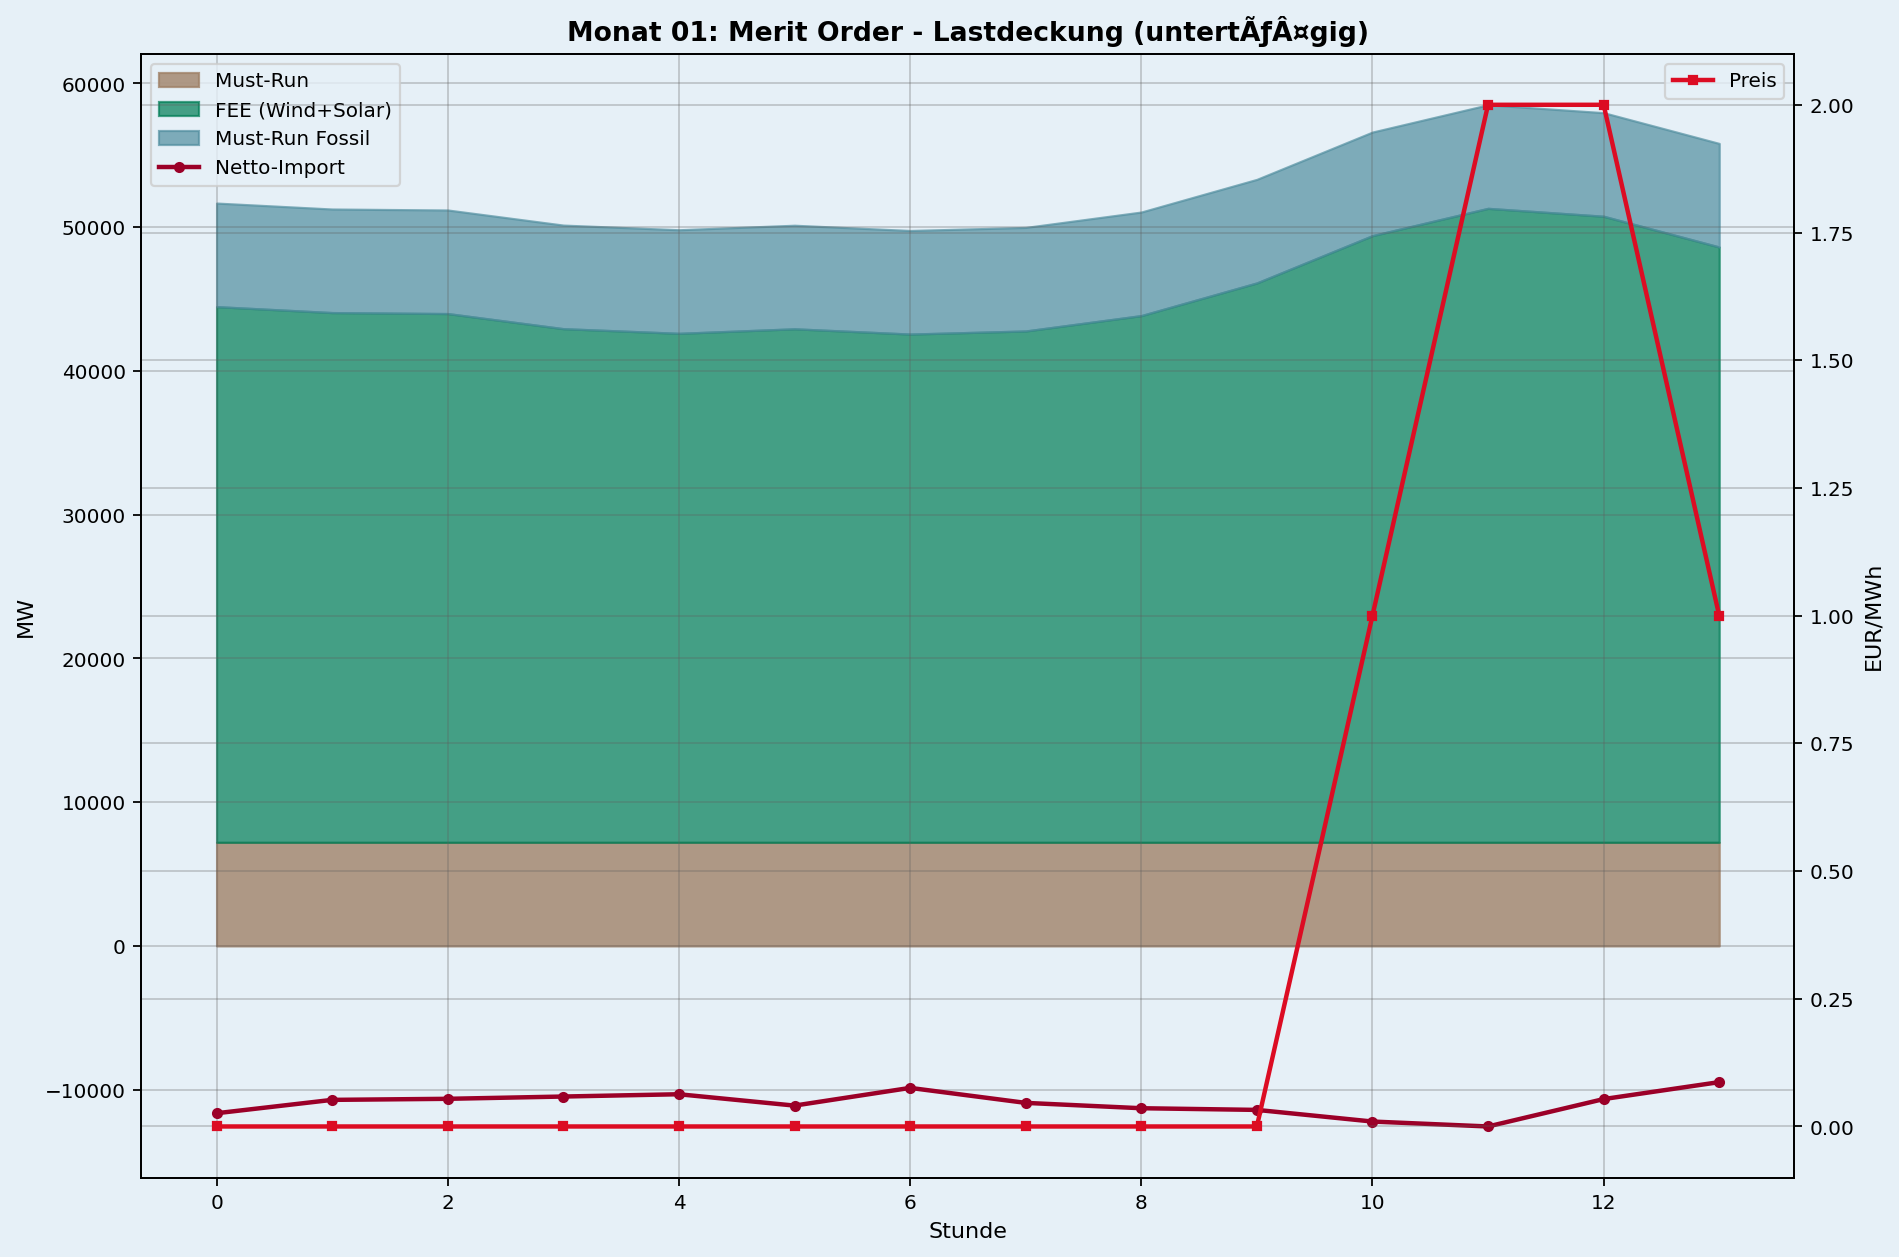 Monat 01: Merit Order - Lastdeckung (untertÃƒÂ¤gig)
Must-Run
FEE (Wind+Solar)
Must-Run Fossil
Netto-Import
Preis
60000
50000
40000
30000
20000
10000
0
−10000
MW
2.00
1.75
1.50
1.25
1.00
0.75
0.50
0.25
0.00
EUR/MWh
0 2 4 6 8 10 12
Stunde